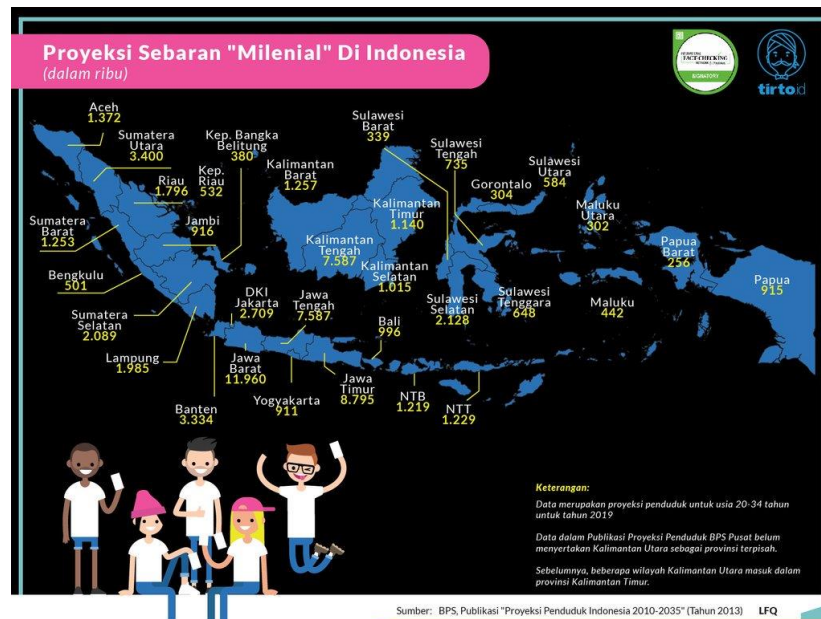 Proyeksi Sebaran "Milenial" Di Indonesia
(dalam ribu)
FACT-CHECKING
SIGNATORY
tirto.id
Aceh
1.372
Sumatera
Utara
3.400
Kep. Bangka
Belitung
380
Sulawesi
Barat
339
Sulawesi
Tengah
735
Sulawesi
Utara
584
Riau
1.796
Kep.
Riau
532
Kalimantan
Barat
1.257
Gorontalo
304
Maluku
Utara
302
Sumatera
Barat
1.253
Jambi
916
Kalimantan
Timur
1.140
Kalimantan
Tengah
7.587
Papua
Barat
256
Bengkulu
501
Kalimantan
Selatan
1.015
Papua
915
Sumatera
Selatan
2.089
DKI
Jakarta
2.709
Jawa
Tengah
7.587
Bali
996
Sulawesi
Selatan
2.128
Sulawesi
Tenggara
648
Maluku
442
Lampung
1.985
Jawa
Barat
11.960
Banten
3.334
Yogyakarta
911
Jawa
Timur
8.795
NTB
1.219
NTT
1.229
Keterangan:
Data merupakan proyeksi penduduk untuk usia 20-34 tahun
untuk tahun 2019
Data dalam Publikasi Proyeksi Penduduk BPS Pusat belum
menyertakan Kalimantan Utara sebagai provinsi terpisah.
Sebelumnya, beberapa wilayah Kalimantan Utara masuk dalam
provinsi Kalimantan Timur.
Sumber: BPS, Publikasi "Proyeksi Penduduk Indonesia 2010-2035" (Tahun 2013) LFQ